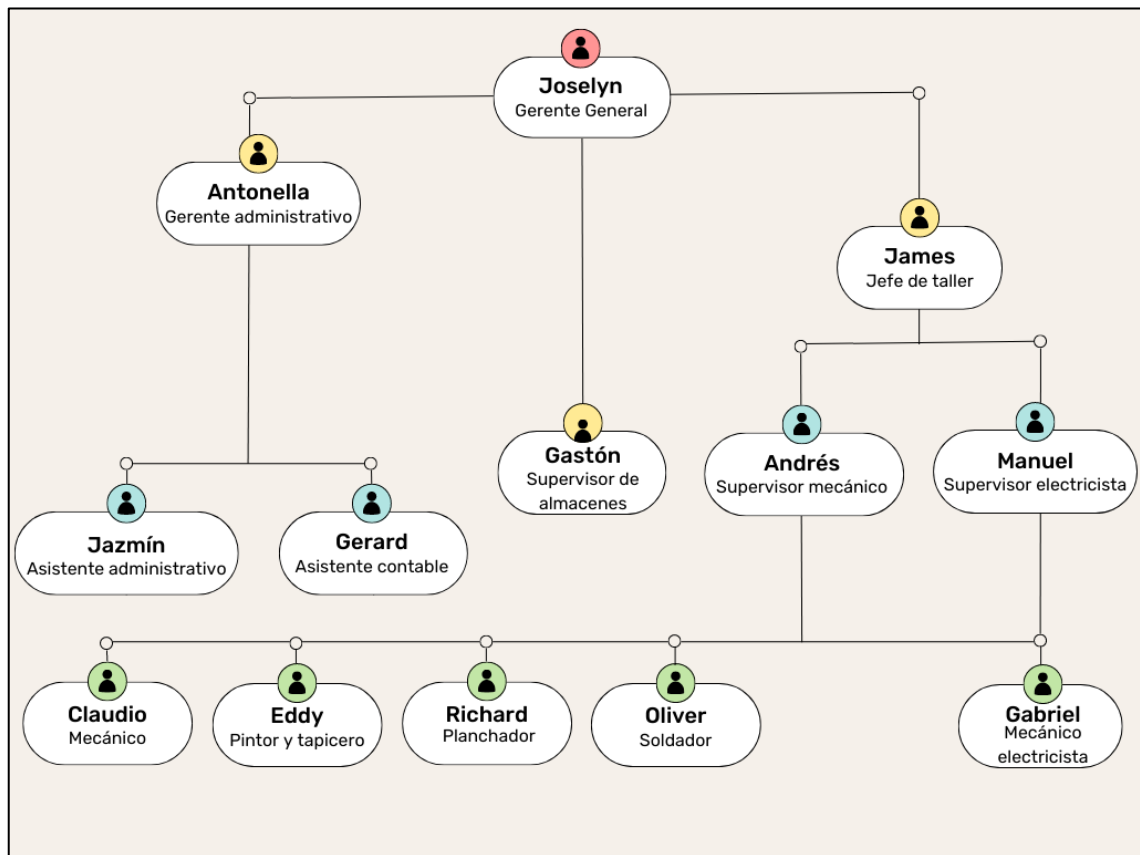 Joselyn
Gerente General
Antonella
Gerente administrativo
James
Jefe de taller
Gastón
Supervisor de
almacenes
Andrés
Supervisor mecánico
Manuel
Supervisor electricista
Jazmín
Asistente administrativo
Gerard
Asistente contable
Claudio
Mecánico
Eddy
Pintor y tapicero
Richard
Planchador
Oliver
Soldador
Gabriel
Mecánico
electricista